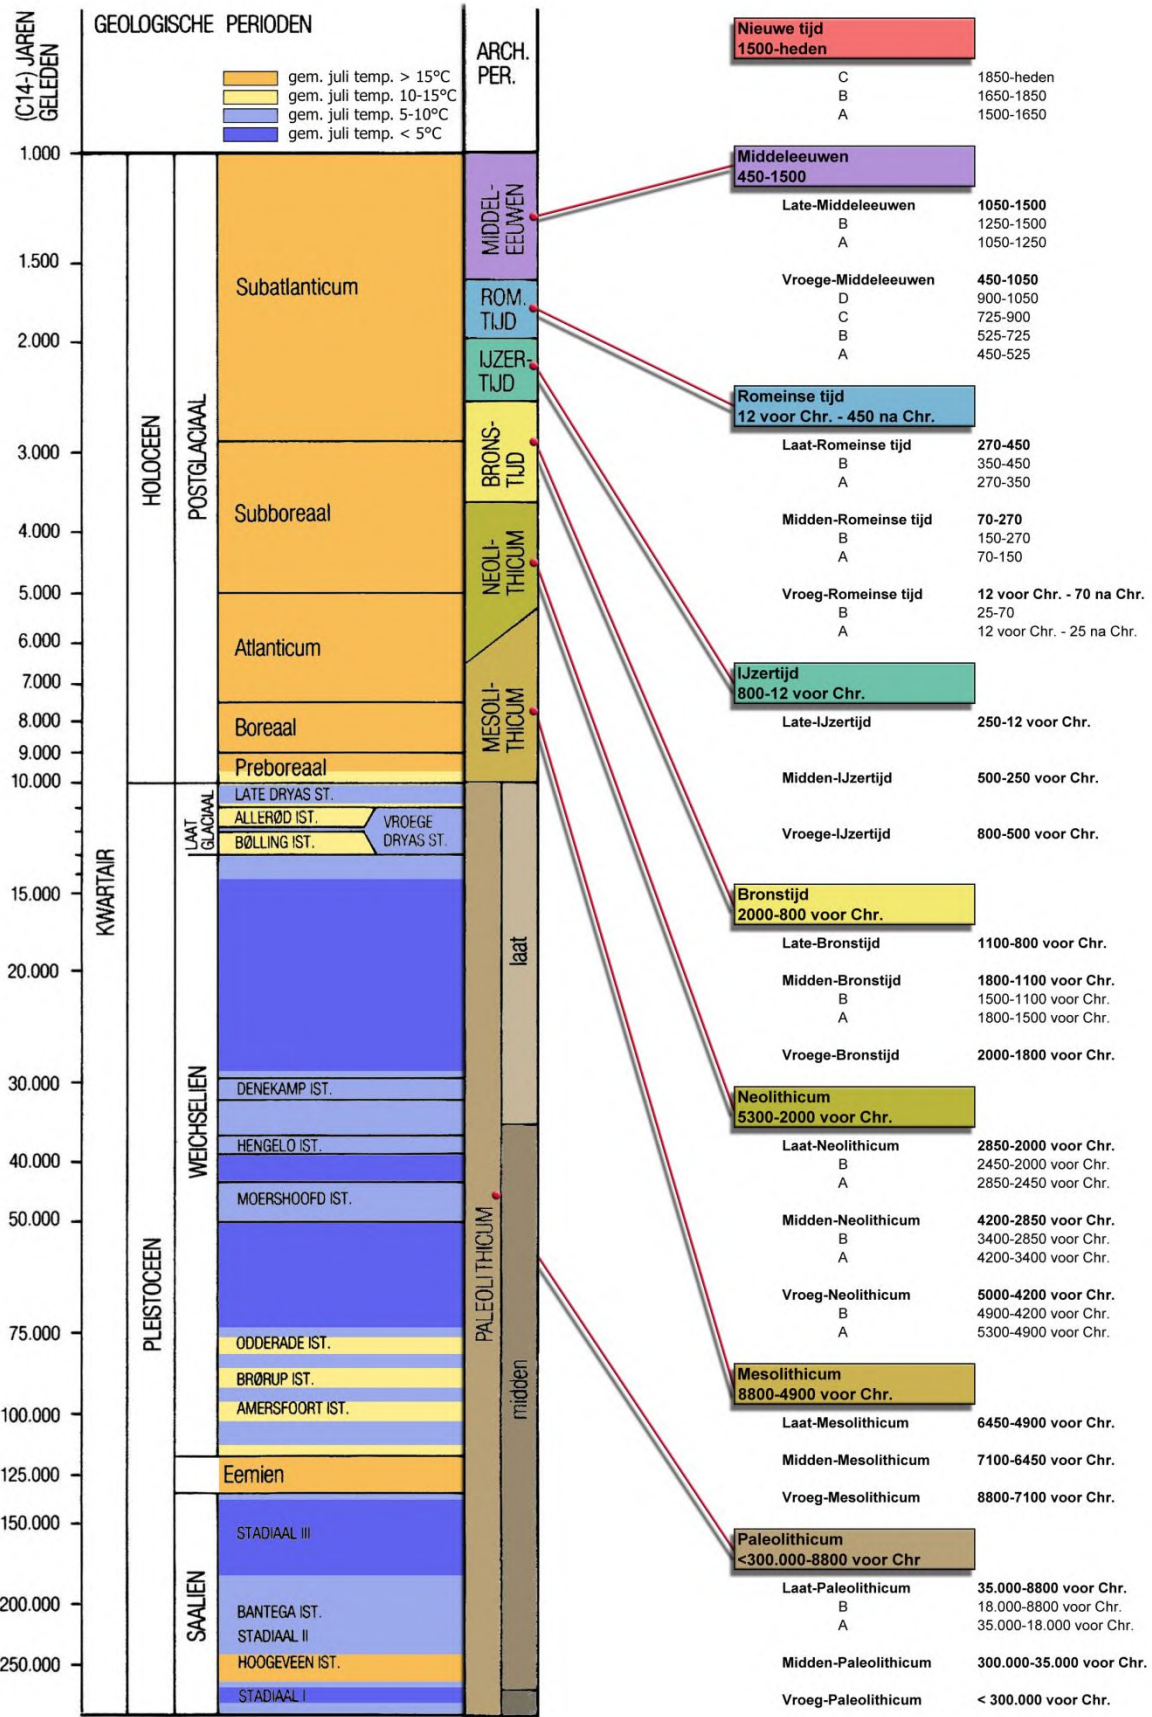 (C14-) JAREN
GELEDEN
GEOLOGISCHE PERIODEN
gem. juli temp. > 15°C
gem. juli temp. 10-15°C
gem. juli temp. 5-10°C
gem. juli temp. < 5°C
ARCH.
PER.
1.000
1.500
2.000
3.000
4.000
5.000
6.000
7.000
8.000
9.000
10.000
15.000
20.000
30.000
40.000
50.000
75.000
100.000
125.000
150.000
200.000
250.000
KWARTAIR
HOLOCEEN
PLEISTOCEEN
POSTGLACIAAL
LAAT
GLACIAAL
WEICHSELIEN
SAALIEN
Subatlanticum
Subboreaal
Atlanticum
Boreaal
Preboreaal
LATE DRYAS ST.
ALLERØD IST.
BØLLING IST.
VROEGE
DRYAS ST.
DENEKAMP IST.
HENGELO IST.
MOERSHOOFD IST.
ODDERADE IST.
BRØRUP IST.
AMERSFOORT IST.
Eemien
STADIAAL III
BANTEGA IST.
STADIAAL II
HOOGEVEEN IST.
STADIAAL I
MIDDEL-
EEUWEN
ROM.
TIJD
IJZER-
TIJD
BRONS-
TIJD
NEOLI-
THICUM
MESOLI-
THICUM
PALEOLITHICUM
laat
midden
Nieuwe tijd
1500-heden
C 1850-heden
B 1650-1850
A 1500-1650
Middeleeuwen
450-1500
Late-Middeleeuwen 1050-1500
B 1250-1500
A 1050-1250
Vroege-Middeleeuwen 450-1050
D 900-1050
C 725-900
B 525-725
A 450-525
Romeinse tijd
12 voor Chr. - 450 na Chr.
Laat-Romeinse tijd 270-450
B 350-450
A 270-350
Midden-Romeinse tijd 70-270
B 150-270
A 70-150
Vroeg-Romeinse tijd 12 voor Chr. - 70 na Chr.
B 25-70
A 12 voor Chr. - 25 na Chr.
IJzertijd
800-12 voor Chr.
Late-IJzertijd 250-12 voor Chr.
Midden-IJzertijd 500-250 voor Chr.
Vroege-IJzertijd 800-500 voor Chr.
Bronstijd
2000-800 voor Chr.
Late-Bronstijd 1100-800 voor Chr.
Midden-Bronstijd 1800-1100 voor Chr.
B 1500-1100 voor Chr.
A 1800-1500 voor Chr.
Vroege-Bronstijd 2000-1800 voor Chr.
Neolithicum
5300-2000 voor Chr.
Laat-Neolithicum 2850-2000 voor Chr.
B 2450-2000 voor Chr.
A 2850-2450 voor Chr.
Midden-Neolithicum 4200-2850 voor Chr.
B 3400-2850 voor Chr.
A 4200-3400 voor Chr.
Vroeg-Neolithicum 5000-4200 voor Chr.
B 4900-4200 voor Chr.
A 5300-4900 voor Chr.
Mesolithicum
8800-4900 voor Chr.
Laat-Mesolithicum 6450-4900 voor Chr.
Midden-Mesolithicum 7100-6450 voor Chr.
Vroeg-Mesolithicum 8800-7100 voor Chr.
Paleolithicum
<300.000-8800 voor Chr
Laat-Paleolithicum 35.000-8800 voor Chr.
B 18.000-8800 voor Chr.
A 35.000-18.000 voor Chr.
Midden-Paleolithicum 300.000-35.000 voor Chr.
Vroeg-Paleolithicum < 300.000 voor Chr.